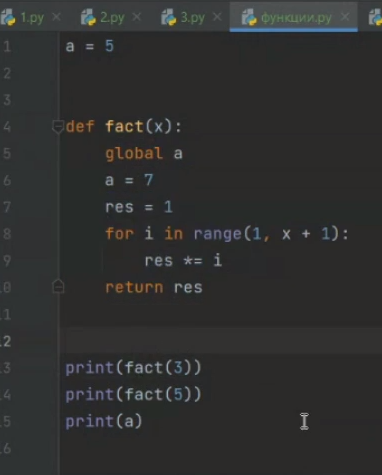 1.py 2.py 3.py функции.py
1 a = 5
2
3
4 def fact(x):
5 global a
6 a = 7
7 res = 1
8 for i in range(1, x + 1):
9 res *= i
10 return res
11
12
13 print(fact(3))
14 print(fact(5))
15 print(a)
16